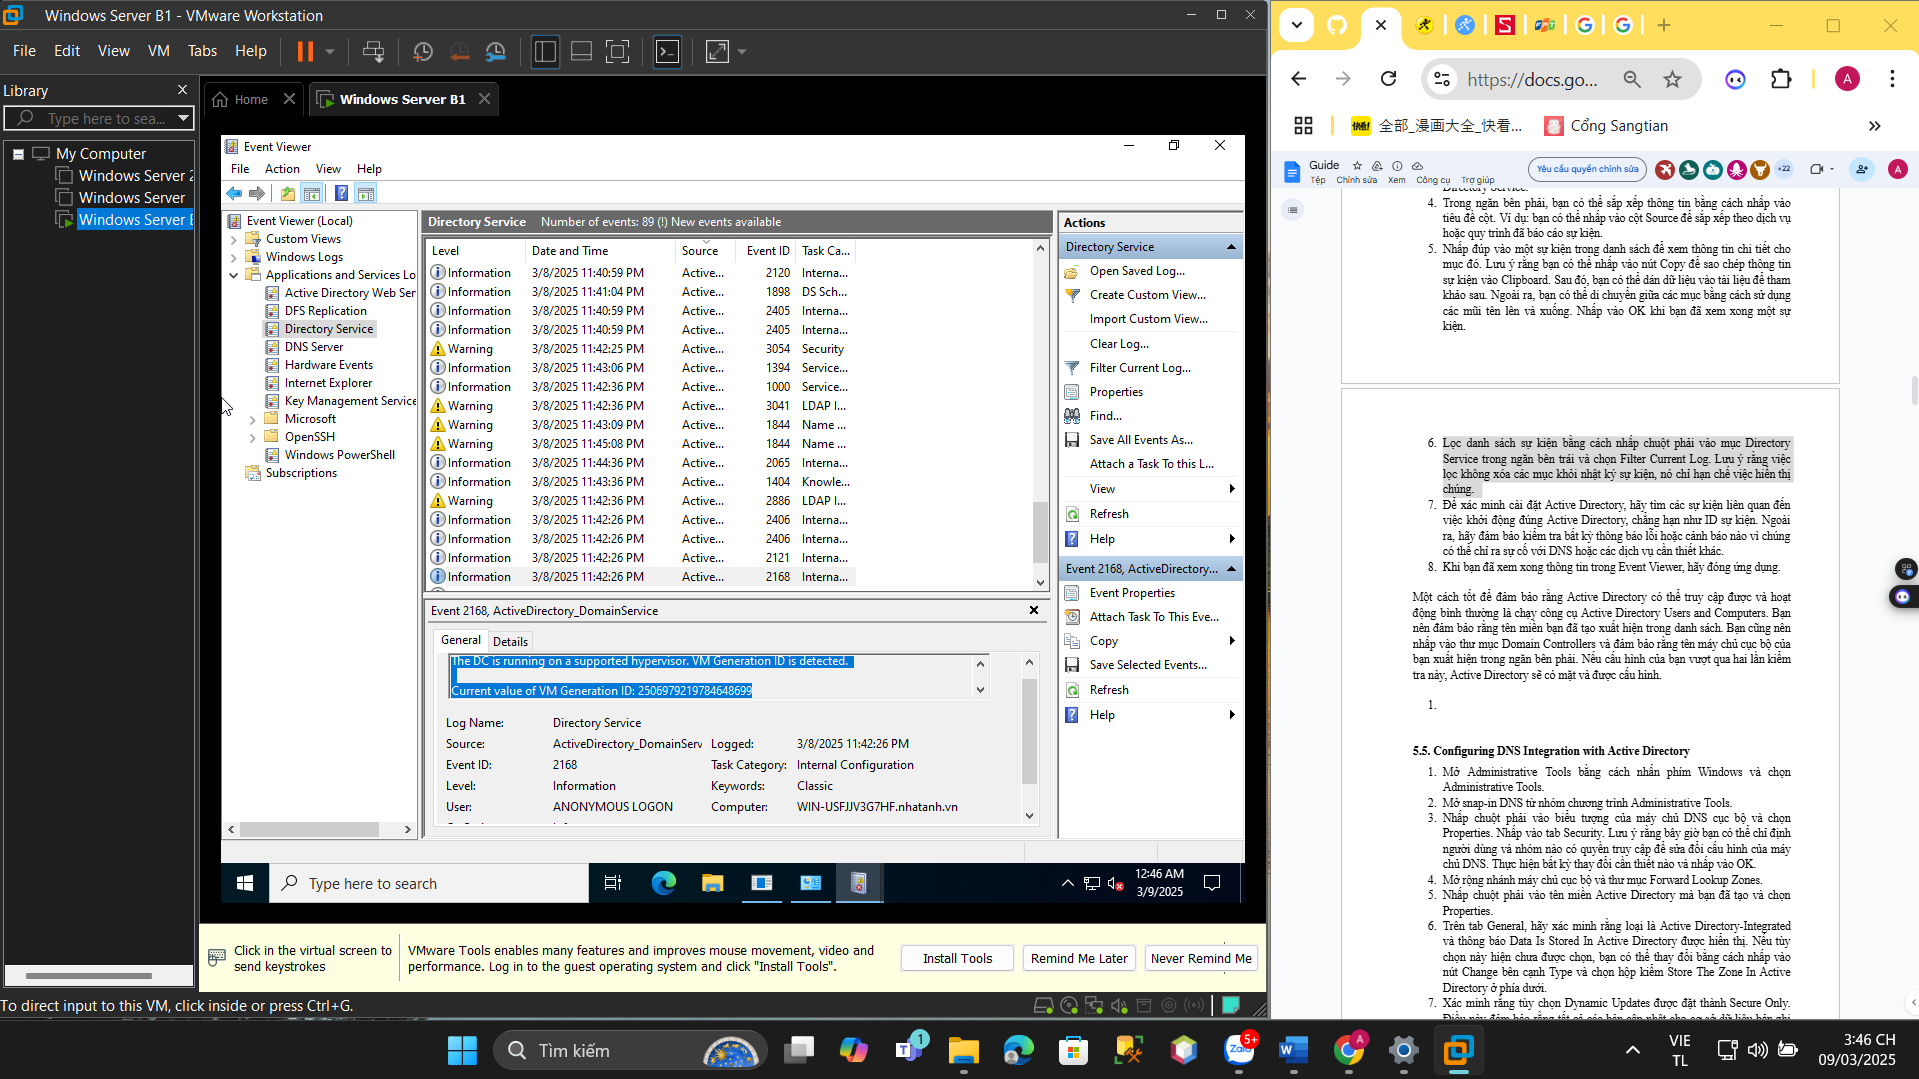 Windows Server B1 - VMware Workstation
File Edit View VM Tabs Help
Library
Type here to sea...
My Computer
Windows Server 2
Windows Server
Windows Server B
Home
Windows Server B1
Event Viewer
File Action View Help
Event Viewer (Local)
Custom Views
Windows Logs
Applications and Services Lo
Active Directory Web Ser
DFS Replication
Directory Service
DNS Server
Hardware Events
Internet Explorer
Key Management Service
Microsoft
OpenSSH
Windows PowerShell
Subscriptions
Directory Service Number of events: 89 (!) New events available
Level Date and Time Source Event ID Task Ca...
Information 3/8/2025 11:40:59 PM Active... 2120 Interna...
Information 3/8/2025 11:41:04 PM Active... 1898 DS Sch...
Information 3/8/2025 11:40:59 PM Active... 2405 Interna...
Information 3/8/2025 11:40:59 PM Active... 2405 Interna...
Warning 3/8/2025 11:42:25 PM Active... 3054 Security
Information 3/8/2025 11:43:06 PM Active... 1394 Service...
Information 3/8/2025 11:42:36 PM Active... 1000 Service...
Warning 3/8/2025 11:42:36 PM Active... 3041 LDAP I...
Warning 3/8/2025 11:43:09 PM Active... 1844 Name ...
Warning 3/8/2025 11:45:08 PM Active... 1844 Name ...
Information 3/8/2025 11:44:36 PM Active... 2065 Interna...
Information 3/8/2025 11:43:36 PM Active... 1404 Knowle...
Warning 3/8/2025 11:42:36 PM Active... 2886 LDAP I...
Information 3/8/2025 11:42:26 PM Active... 2406 Interna...
Information 3/8/2025 11:42:26 PM Active... 2406 Interna...
Information 3/8/2025 11:42:26 PM Active... 2121 Interna...
Information 3/8/2025 11:42:26 PM Active... 2168 Interna...
Event 2168, ActiveDirectory_DomainService
General Details
The DC is running on a supported hypervisor. VM Generation ID is detected.
Current value of VM Generation ID: 2506979219784648699
Log Name: Directory Service
Source: ActiveDirectory_DomainServ Logged: 3/8/2025 11:42:26 PM
Event ID: 2168 Task Category: Internal Configuration
Level: Information Keywords: Classic
User: ANONYMOUS LOGON Computer: WIN-USFJJV3G7HF.nhatanh.vn
Actions
Directory Service
Open Saved Log...
Create Custom View...
Import Custom View...
Clear Log...
Filter Current Log...
Properties
Find...
Save All Events As...
Attach a Task To this L...
View
Refresh
Help
Event 2168, ActiveDirectory...
Event Properties
Attach Task To This Eve...
Copy
Save Selected Events...
Refresh
Help
Type here to search
12:46 AM
3/9/2025
Click in the virtual screen to
send keystrokes
VMware Tools enables many features and improves mouse movement, video and
performance. Log in to the guest operating system and click "Install Tools".
Install Tools Remind Me Later Never Remind Me
To direct input to this VM, click inside or press Ctrl+G.
https://docs.go...
A
全部_漫画大全_快看...
Cổng Sangtian
Guide
Tệp Chỉnh sửa Xem Công cụ Trợ giúp
Yêu cầu quyền chỉnh sửa
+22
A
Directory Service.
4. Trong ngăn bên phải, bạn có thể sắp xếp thông tin bằng cách nhấp vào
tiêu đề cột. Ví dụ: bạn có thể nhấp vào cột Source để sắp xếp theo dịch vụ
hoặc quy trình đã báo cáo sự kiện.
5. Nhấp đúp vào một sự kiện trong danh sách để xem thông tin chi tiết cho
mục đó. Lưu ý rằng bạn có thể nhấp vào nút Copy để sao chép thông tin
sự kiện vào Clipboard. Sau đó, bạn có thể dán dữ liệu vào tài liệu để tham
khảo sau. Ngoài ra, bạn có thể di chuyển giữa các mục bằng cách sử dụng
các mũi tên lên và xuống. Nhấp vào OK khi bạn đã xem xong một sự
kiện.
6. Lọc danh sách sự kiện bằng cách nhấp chuột phải vào mục Directory
Service trong ngăn bên trái và chọn Filter Current Log. Lưu ý rằng việc
lọc không xóa các mục khỏi nhật ký sự kiện, nó chỉ hạn chế việc hiển thị
chúng.
7. Để xác minh cài đặt Active Directory, hãy tìm các sự kiện liên quan đến
việc khởi động đúng Active Directory, chẳng hạn như ID sự kiện. Ngoài
ra, hãy đảm bảo kiểm tra bất kỳ thông báo lỗi hoặc cảnh báo nào vì chúng
có thể chỉ ra sự cố với DNS hoặc các dịch vụ cần thiết khác.
8. Khi bạn đã xem xong thông tin trong Event Viewer, hãy đóng ứng dụng.
Một cách tốt để đảm bảo rằng Active Directory có thể truy cập được và hoạt
động bình thường là chạy công cụ Active Directory Users and Computers. Bạn
nên đảm bảo rằng tên miền bạn đã tạo xuất hiện trong danh sách. Bạn cũng nên
nhấp vào thư mục Domain Controllers và đảm bảo rằng tên máy chủ cục bộ của
bạn xuất hiện trong ngăn bên phải. Nếu cấu hình của bạn vượt qua hai lần kiểm
tra này, Active Directory sẽ có mặt và được cấu hình.
1.
5.5. Configuring DNS Integration with Active Directory
1. Mở Administrative Tools bằng cách nhấn phím Windows và chọn
Administrative Tools.
2. Mở snap-in DNS từ nhóm chương trình Administrative Tools.
3. Nhấp chuột phải vào biểu tượng của máy chủ DNS cục bộ và chọn
Properties. Nhấp vào tab Security. Lưu ý rằng bây giờ bạn có thể chỉ định
người dùng và nhóm nào có quyền truy cập để sửa đổi cấu hình của máy
chủ DNS. Thực hiện bất kỳ thay đổi cần thiết nào và nhấp vào OK.
4. Mở rộng nhánh máy chủ cục bộ và thư mục Forward Lookup Zones.
5. Nhấp chuột phải vào tên miền Active Directory mà bạn đã tạo và chọn
Properties.
6. Trên tab General, hãy xác minh rằng loại là Active Directory-Integrated
và thông báo Data Is Stored In Active Directory được hiển thị. Nếu tùy
chọn này hiện chưa được chọn, bạn có thể thay đổi bằng cách nhấp vào
nút Change bên cạnh Type và chọn hộp kiểm Store The Zone In Active
Directory ở phía dưới.
7. Xác minh rằng tùy chọn Dynamic Updates được đặt thành Secure Only.
Tìm kiếm
1
Zalo
5+
VIE
TL
3:46 CH
09/03/2025